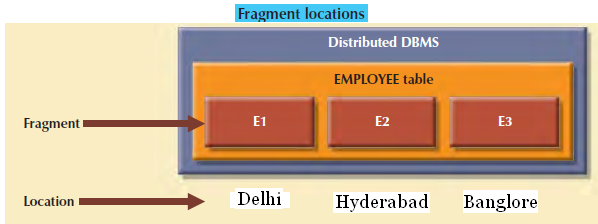 Fragment locations
Distributed DBMS
EMPLOYEE table
Fragment E1 E2 E3
Location Delhi Hyderabad Banglore